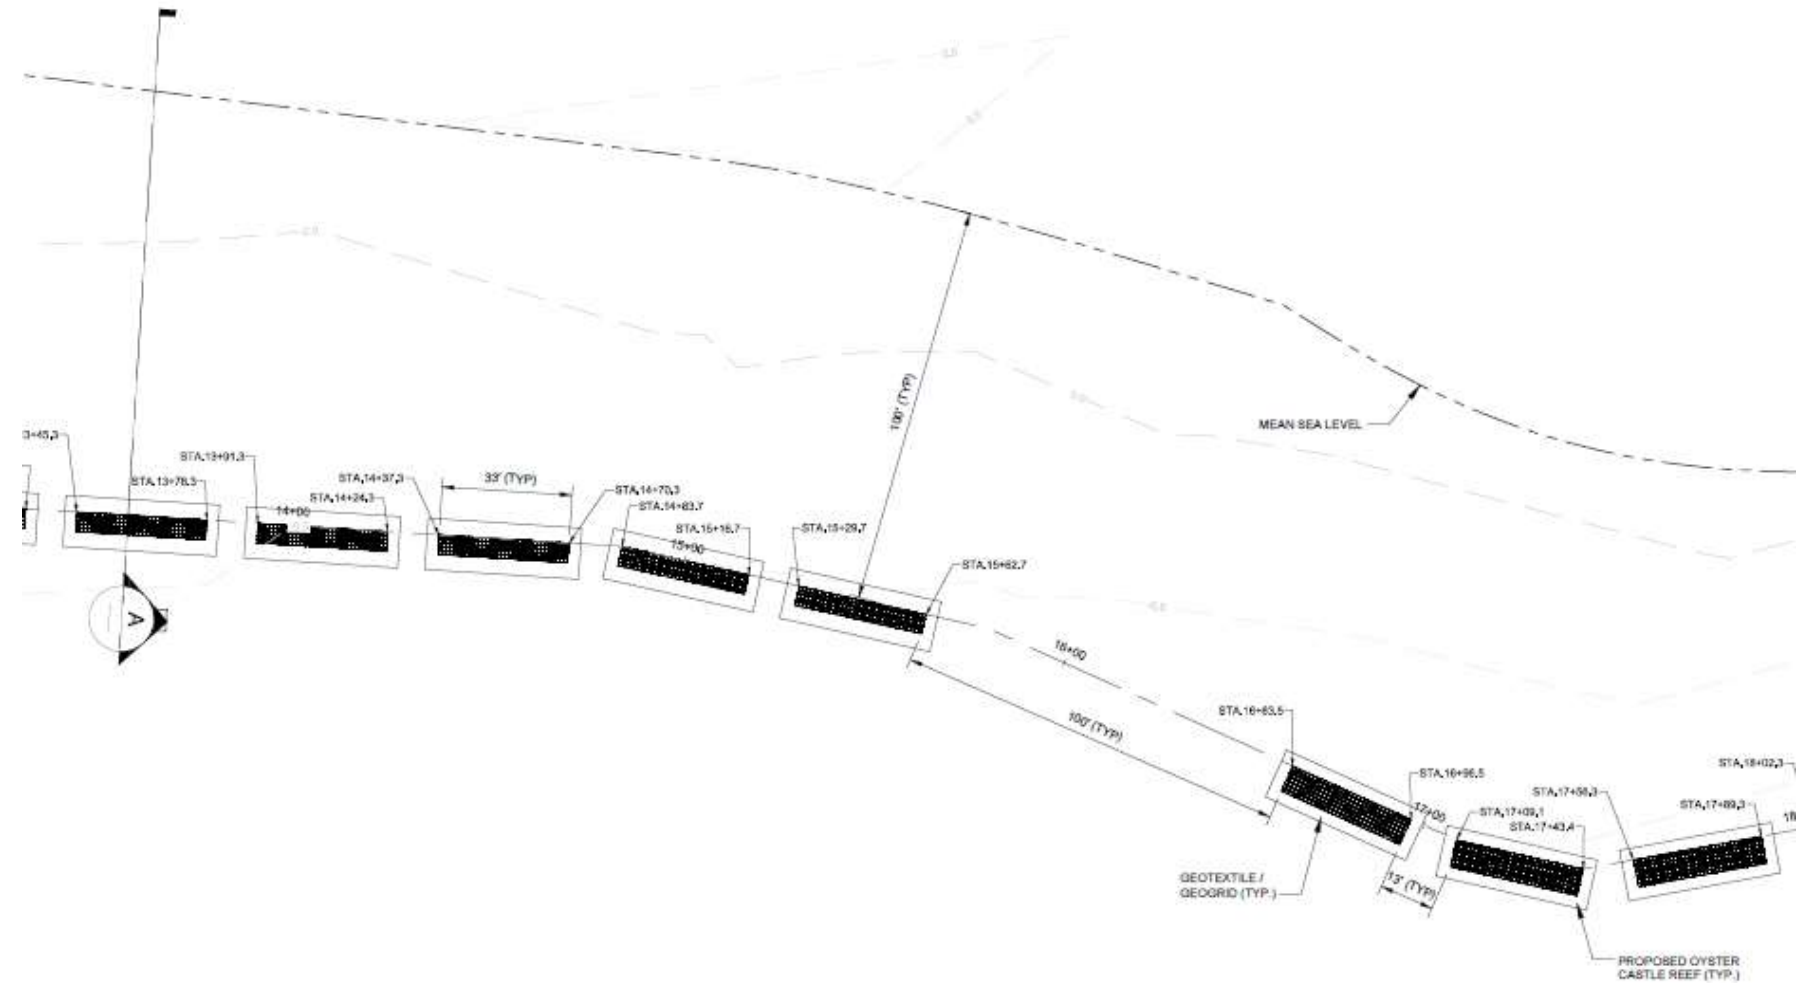 3+45.3
STA.13+78.3
STA.13+91.3
14+00
STA.14+24.3
STA.14+37.3
33' (TYP)
STA.14+70.3
STA.14+83.7
STA.15+16.7
15+00
STA.15+29.7
STA.15+62.7
100' (TYP)
MEAN SEA LEVEL
A
16+00
100' (TYP)
STA.16+63.5
STA.16+96.5
17+00
STA.17+09.1
STA.17+43.4
STA.17+56.3
STA.17+89.3
STA.18+02.3
18
GEOTEXTILE /
GEOGRID (TYP.)
13' (TYP)
PROPOSED OYSTER
CASTLE REEF (TYP.)